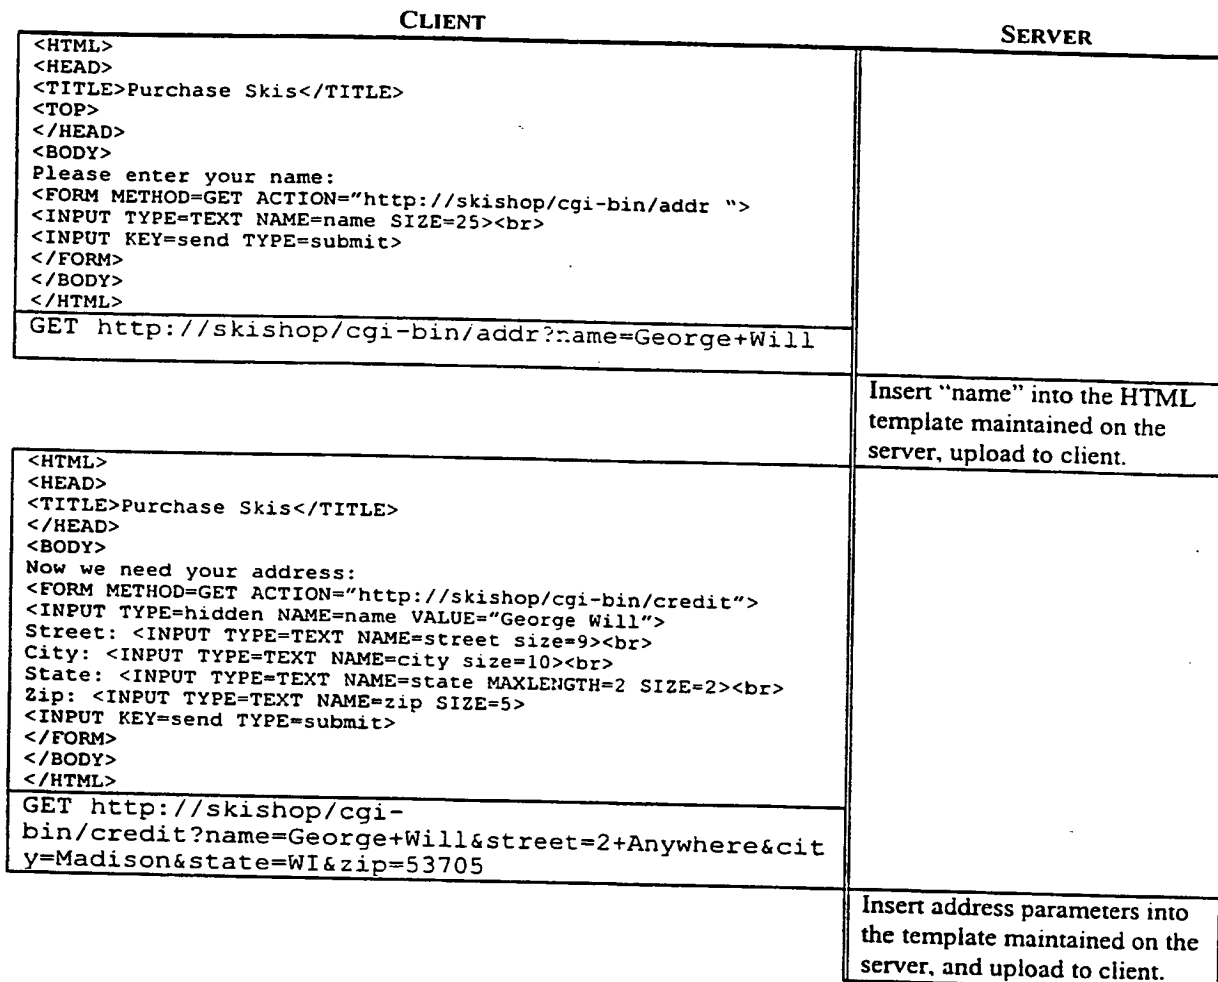 CLIENT
SERVER
<HTML>
<HEAD>
<TITLE>Purchase Skis</TITLE>
<TOP>
</HEAD>
<BODY>
Please enter your name:
<FORM METHOD=GET ACTION="http://skishop/cgi-bin/addr ">
<INPUT TYPE=TEXT NAME=name SIZE=25><br>
<INPUT KEY=send TYPE=submit>
</FORM>
</BODY>
</HTML>
GET http://skishop/cgi-bin/addr?name=George+Will
Insert "name" into the HTML
template maintained on the
server, upload to client.
<HTML>
<HEAD>
<TITLE>Purchase Skis</TITLE>
</HEAD>
<BODY>
Now we need your address:
<FORM METHOD=GET ACTION="http://skishop/cgi-bin/credit">
<INPUT TYPE=hidden NAME=name VALUE="George Will">
Street: <INPUT TYPE=TEXT NAME=street size=9><br>
City: <INPUT TYPE=TEXT NAME=city size=10><br>
State: <INPUT TYPE=TEXT NAME=state MAXLENGTH=2 SIZE=2><br>
Zip: <INPUT TYPE=TEXT NAME=zip SIZE=5>
<INPUT KEY=send TYPE=submit>
</FORM>
</BODY>
</HTML>
GET http://skishop/cgi-
bin/credit?name=George+Will&street=2+Anywhere&cit
y=Madison&state=WI&zip=53705
Insert address parameters into
the template maintained on the
server, and upload to client.